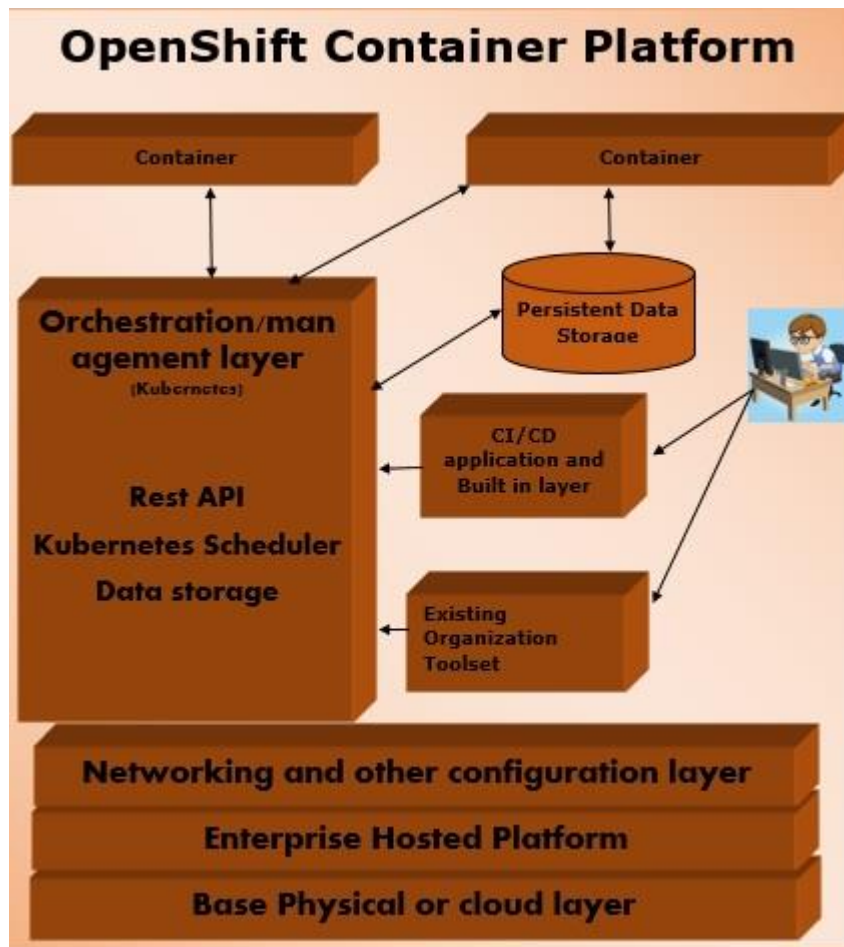 OpenShift Container Platform
Container
Container
Orchestration/man
agement layer
(Kubernetes)
Persistent Data
Storage
CI/CD
application and
Built in layer
Rest API
Kubernetes Scheduler
Data storage
Existing
Organization
Toolset
Networking and other configuration layer
Enterprise Hosted Platform
Base Physical or cloud layer